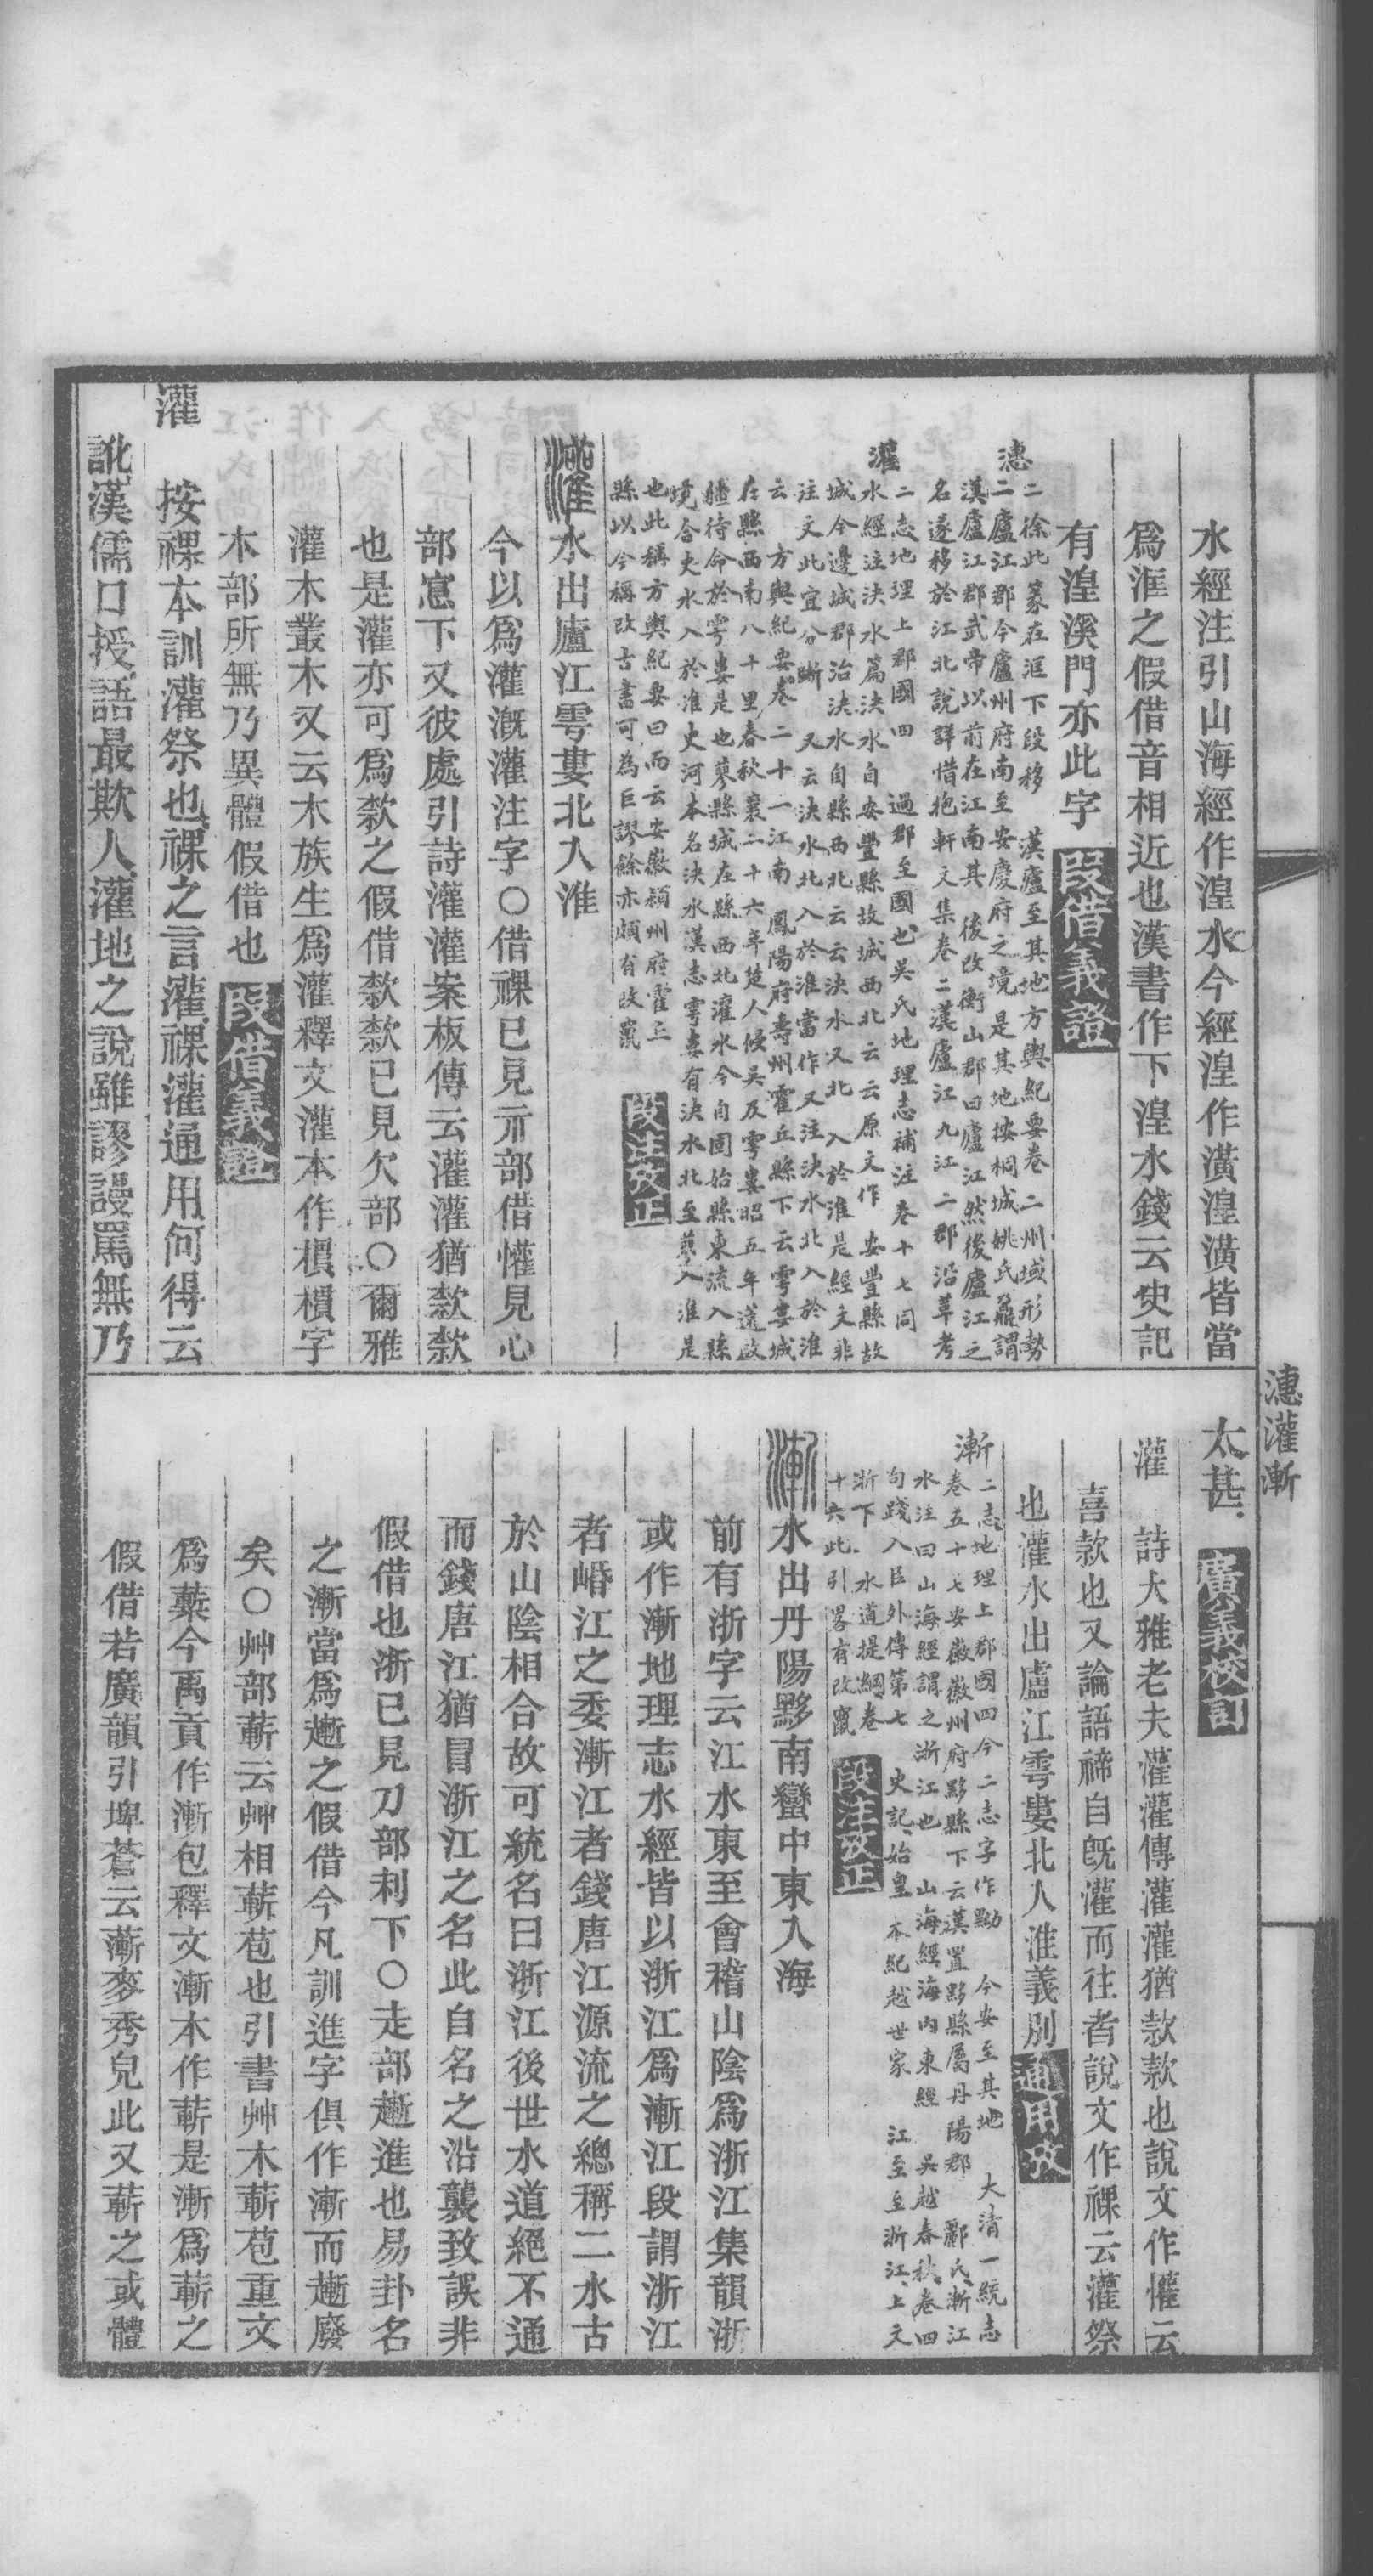 水經注引山海經作湟水今經湟作潢湟潢皆當
爲洭之假借音相近也漢書作下湟水錢云史記
有湟溪門亦此字 段借義證
潓二徐此篆在洭下段移 漢廬至其地方輿紀要卷二州域形勢
二廬江郡今廬州府南至安慶府之境是其地按桐城姚氏鼐謂
漢廬江郡武帝以前在江南其後改衡山郡曰廬江然後廬江之
名遂移於江北說詳惜抱軒文集卷二漢廬江九江二郡沿革考
灌二志地理上郡國四 過郡至國也吳氏地理志補注卷十七同
水經注決水篇決水自安豐縣故城西北云云原文作 安豐縣故
城今邊城郡治決水自縣西北云云決水又北入於淮是經文非
注文此宜分晰又云決水北入於淮當作又注決水北入於淮
云 方輿紀要卷二十一江南鳳陽府壽州霍丘縣下云雩婁城
在縣西南八十里春秋襄二十六年楚人侵吳及雩婁昭五年薳啟
疆待命於雩婁是也蓼縣城在縣西北灌水今自固始縣東流入縣
境合史水入於淮史河本名決水漢志雩婁有決水北至蓼入淮是
也此稱方輿紀要曰而云安徽潁州府霍丘
縣以今稱改古書可為巨謬餘亦頗有改竄 段注攷正
灌水出廬江雩婁北入淮
今以爲灌漑灌注字○借祼已見示部借懽見心
部窓下又彼處引詩灌灌案板傳云灌灌猶款款
也是灌亦可爲款之假借款款已見欠部○爾雅
灌木叢木又云木族生爲灌釋文灌本作樌樌字
木部所無乃異體假借也 段借義證
灌 按祼本訓灌祭也祼之言灌祼灌通用何得云
訛漢儒口授語最欺人灌地之說雖謬謾罵無乃
太甚 廣義校訂
灌 詩大雅老夫灌灌傳灌灌猶款款也說文作懽云
喜款也又論語禘自旣灌而往者說文作祼云灌祭
也灌水出盧江雩婁北入淮義別 通用攷
漸二志地理上郡國四今二志字作黝 今安至其地 大清一統志
卷五十七安徽徽州府黟縣下云漢置黟縣屬丹陽郡 酈氏漸江
水注曰山海經謂之浙江也 山海經海內東經 吳越春秋卷四
句踐入臣外傳第七 史記始皇本紀越世家 江至至浙江上文
浙下 水道提綱卷
十六此引畧有改竄 段注攷正
漸水出丹陽黟南蠻中東入海
前有浙字云江水東至會稽山陰爲浙江集韻浙
或作漸地理志水經皆以浙江爲漸江段謂浙江
者崏江之委漸江者錢唐江源流之總稱二水古
於山陰相合故可統名曰浙江後世水道絕不通
而錢唐江猶冒浙江之名此自名之沿襲致誤非
假借也浙已見刀部利下○走部䟅進也易卦名
之漸當爲䟅之假借今凡訓進字俱作漸而䟅廢
矣○艸部蔪云艸相蔪苞也引書艸木蔪苞重文
爲蔪今禹貢作漸包釋文漸本作蔪是漸爲蔪之
假借若廣韻引埤蒼云蔪麥秀皃此又蔪之或體
潓灌漸